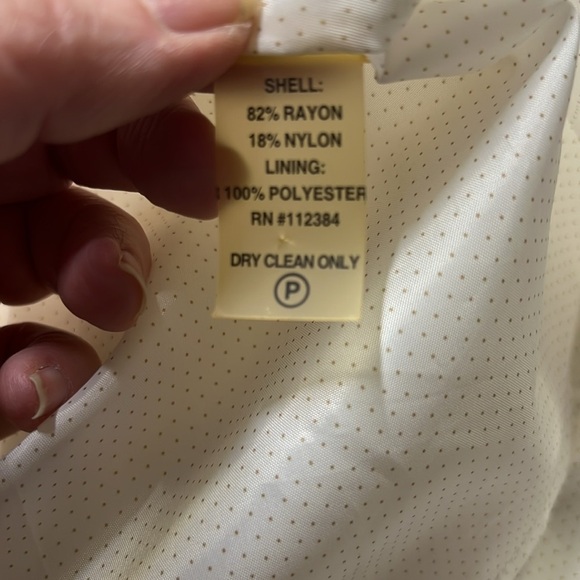 SHELL:
82% RAYON
18% NYLON
LINING:
100% POLYESTER
RN #112384
DRY CLEAN ONLY
P